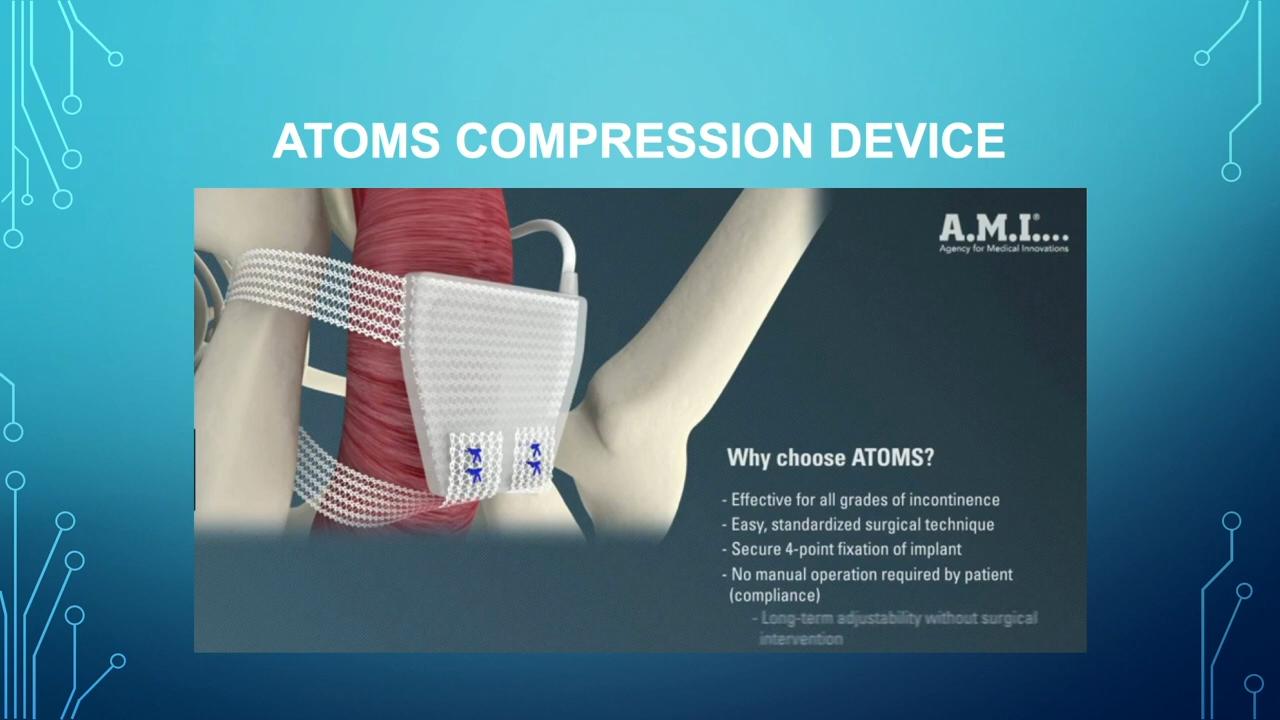 ATOMS COMPRESSION DEVICE
A.M.I.®...
Agency for Medical Innovations
Why choose ATOMS?
- Effective for all grades of incontinence
- Easy, standardized surgical technique
- Secure 4-point fixation of implant
- No manual operation required by patient
(compliance)
- Long-term adjustability without surgical
intervention